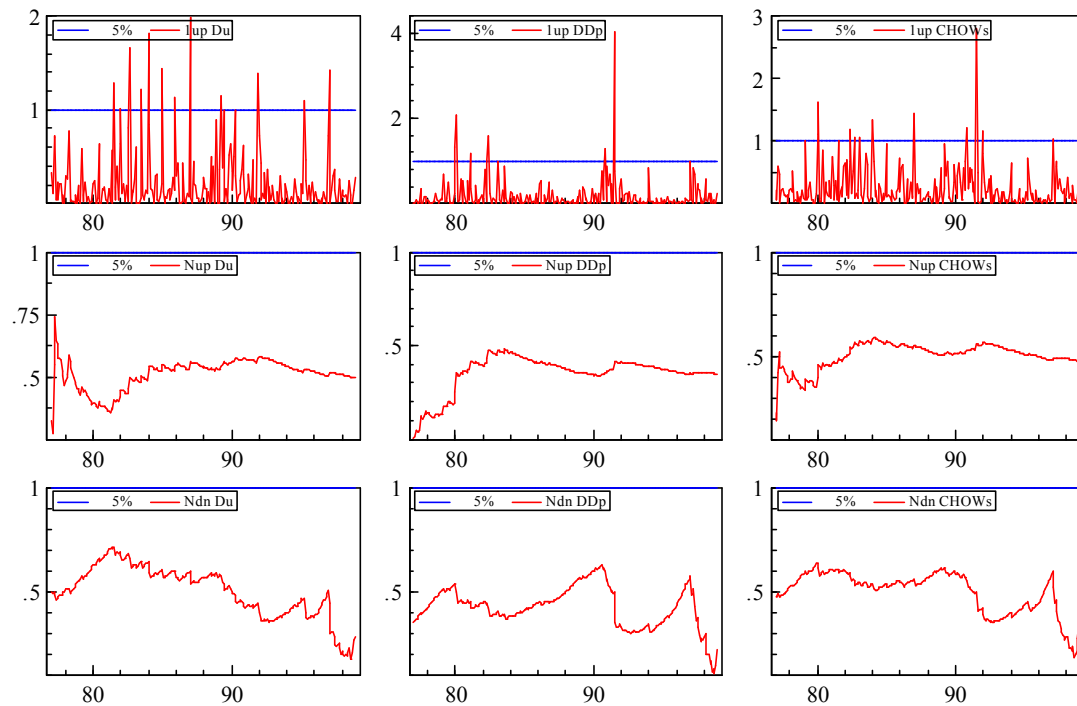 2 5% 1up Du
1
80 90
4 5% 1up DDp
2
80 90
3 5% 1up CHOWs
2
1
80 90
1 5% Nup Du
.75
.5
80 90
1 5% Nup DDp
.5
80 90
1 5% Nup CHOWs
.5
80 90
1 5% Ndn Du
.5
80 90
1 5% Ndn DDp
.5
80 90
1 5% Ndn CHOWs
.5
80 90